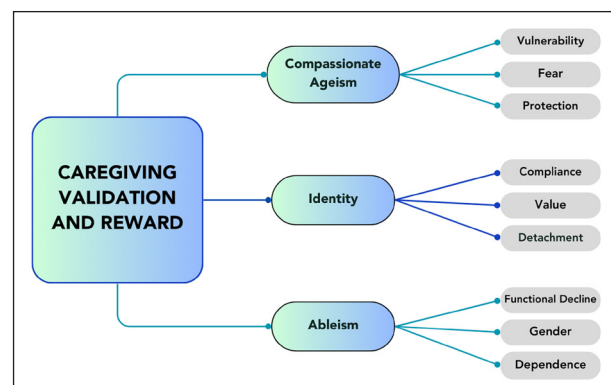 CAREGIVING
VALIDATION
AND REWARD
Compassionate
Ageism
Vulnerability
Fear
Protection
Identity
Compliance
Value
Detachment
Ableism
Functional Decline
Gender
Dependence